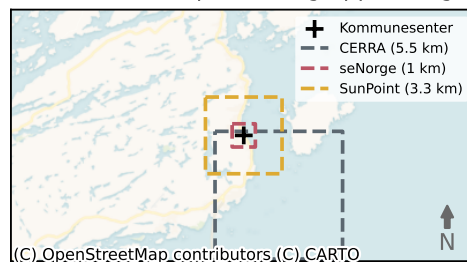 Kommunesenter
CERRA (5.5 km)
seNorge (1 km)
SunPoint (3.3 km)
N
(C) OpenStreetMap contributors (C) CARTO